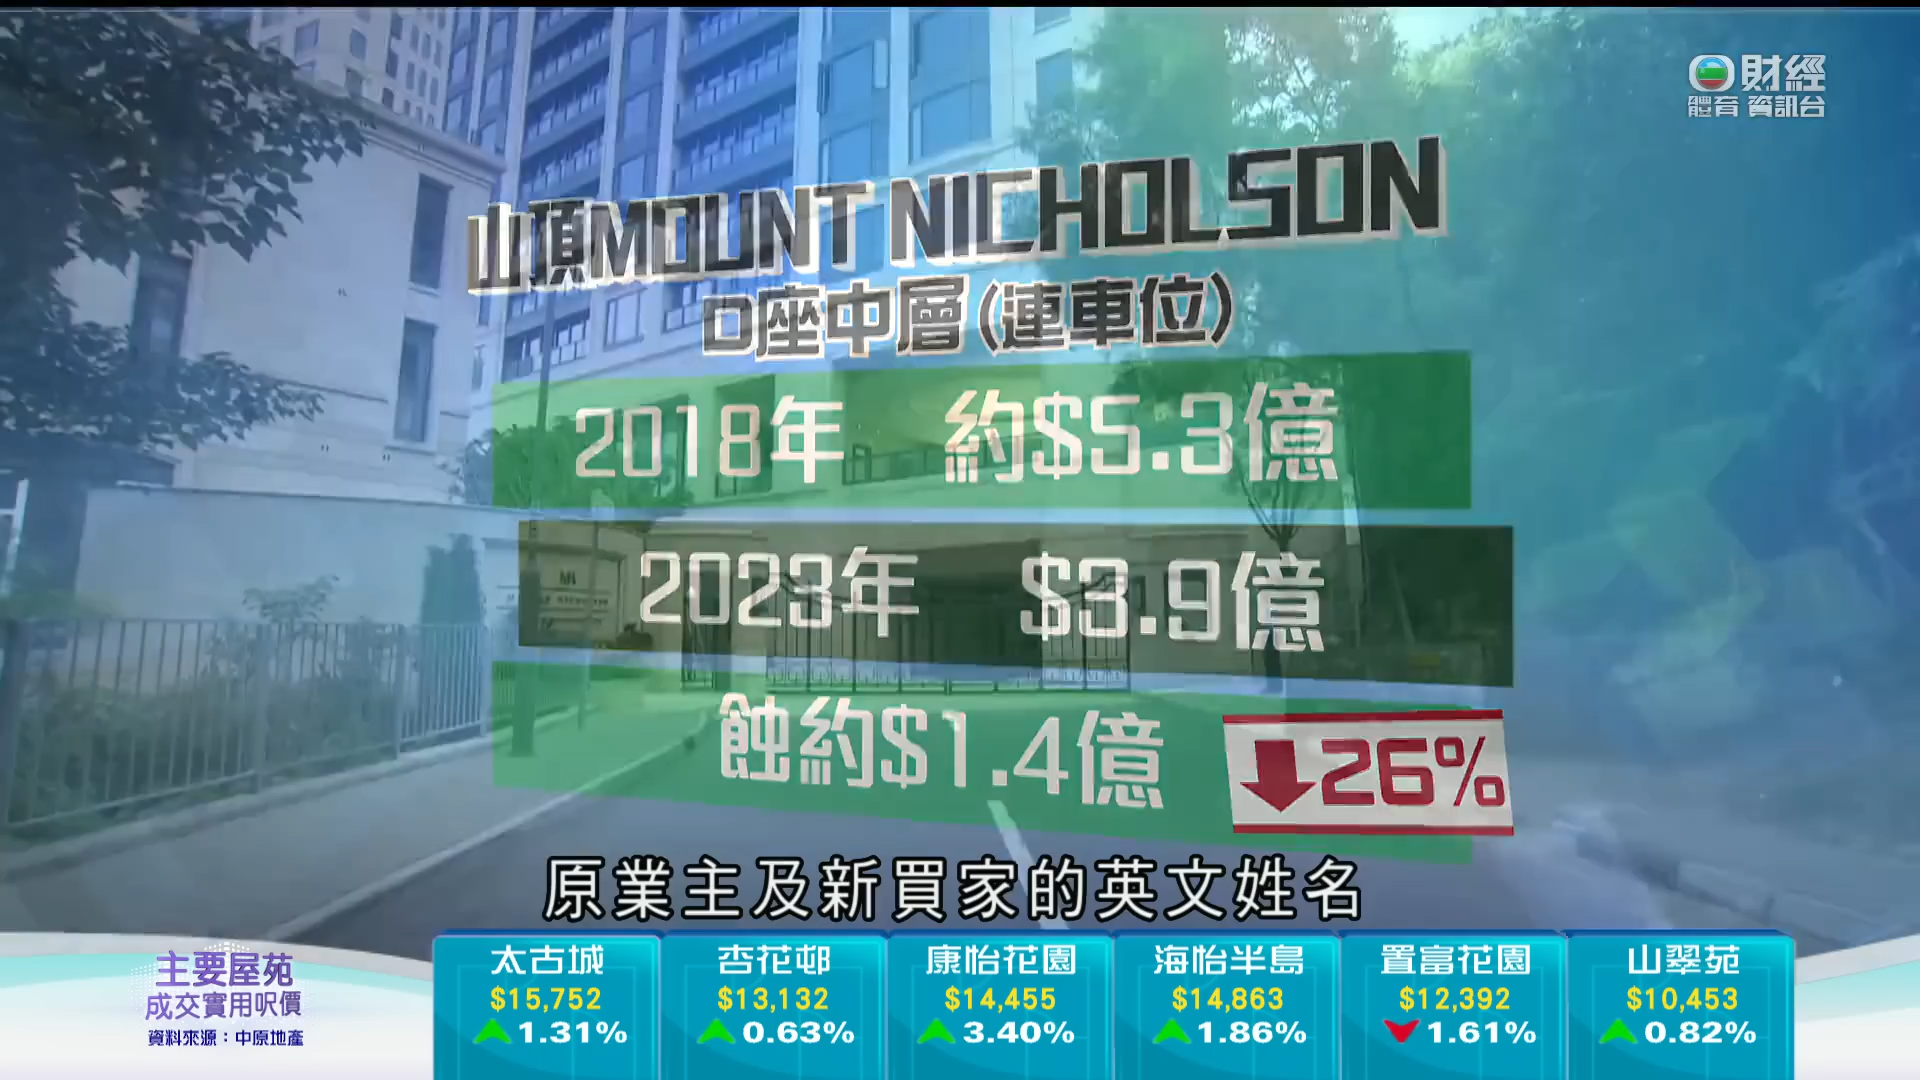 財經
體育 資訊台
山頂MOUNT NICHOLSON
D座中層(連車位)
2018年 約$5.3億
2023年 $3.9億
蝕約$1.4億 26%
原業主及新買家的英文姓名
主要屋苑
成交實用呎價
資料來源：中原地產
太古城
$15,752
1.31%
杏花邨
$13,132
0.63%
康怡花園
$14,455
3.40%
海怡半島
$14,863
1.86%
置富花園
$12,392
1.61%
山翠苑
$10,453
0.82%